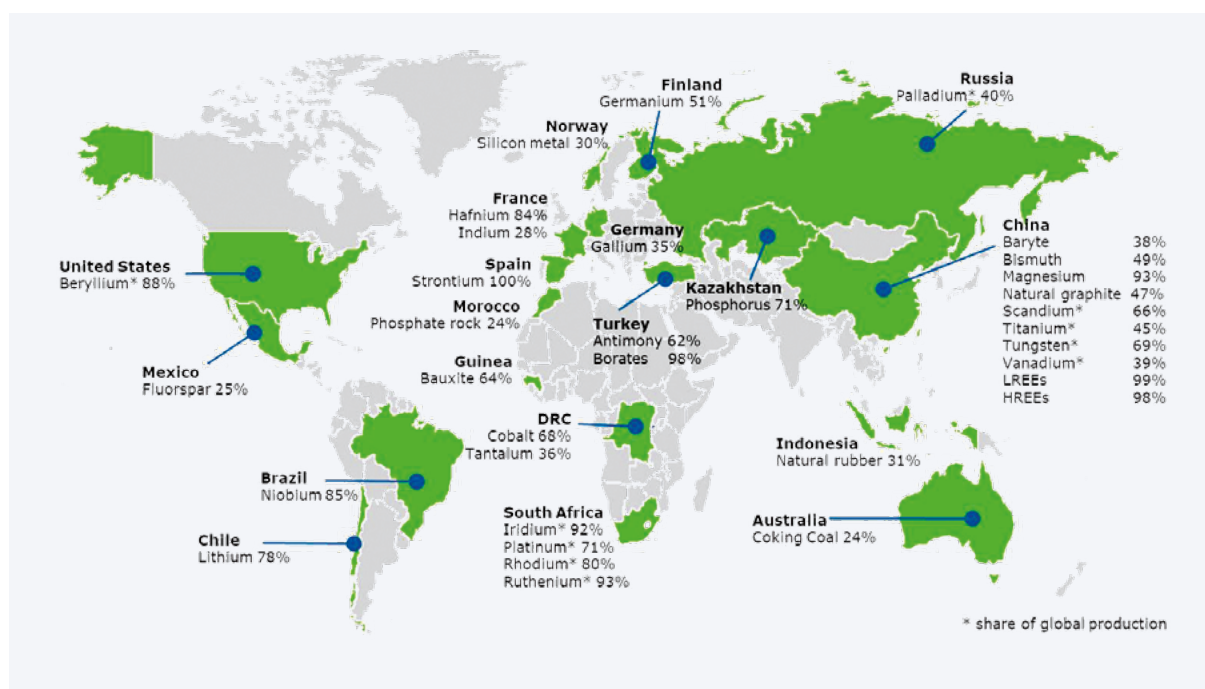 Russia
Palladium* 40%
Finland
Germanium 51%
Norway
Silicon metal 30%
France
Hafnium 84%
Indium 28%
Germany
Gallium 35%
Spain
Strontium 100%
Morocco
Phosphate rock 24%
Kazakhstan
Phosphorus 71%
Turkey
Antimony 62%
Borates 98%
China
Baryte 38%
Bismuth 49%
Magnesium 93%
Natural graphite 47%
Scandium* 66%
Titanium* 45%
Tungsten* 69%
Vanadium* 39%
LREEs 99%
HREEs 98%
United States
Beryllium* 88%
Mexico
Fluorspar 25%
Guinea
Bauxite 64%
DRC
Cobalt 68%
Tantalum 36%
Indonesia
Natural rubber 31%
Brazil
Niobium 85%
South Africa
Iridium* 92%
Platinum* 71%
Rhodium* 80%
Ruthenium* 93%
Australia
Coking Coal 24%
Chile
Lithium 78%
* share of global production